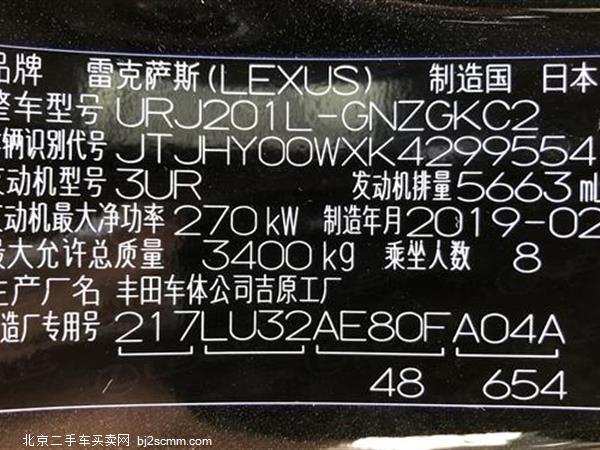 品牌 雷克萨斯(LEXUS) 制造国 日本
整车型号 URJ201L-GNZGKC2
车辆识别代号 JTJHY00WXK4299554
发动机型号 3UR 发动机排量 5663 mL
发动机最大净功率 270 kW 制造年月 2019-02
最大允许总质量 3400 kg 乘坐人数 8
生产厂名 丰田车体公司吉原工厂
制造厂专用号 217LU32AE80FA04A
48 654
北京二手车买卖网 bj2scmm.com